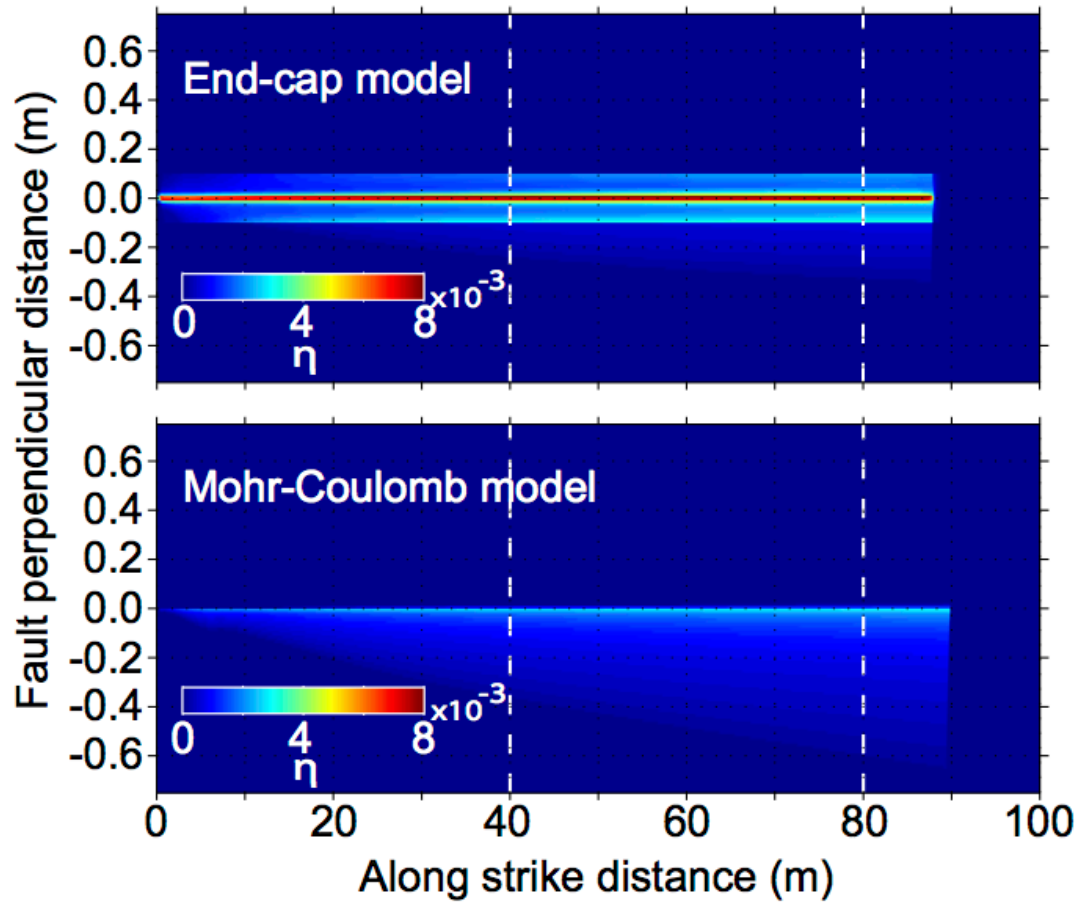 Fault perpendicular distance (m)
0.6
0.4
0.2
0.0
-0.2
-0.4
-0.6
End-cap model
0 4 8 ×10⁻³
η
0.6
0.4
0.2
0.0
-0.2
-0.4
-0.6
Mohr-Coulomb model
0 4 8 ×10⁻³
η
0 20 40 60 80 100
Along strike distance (m)